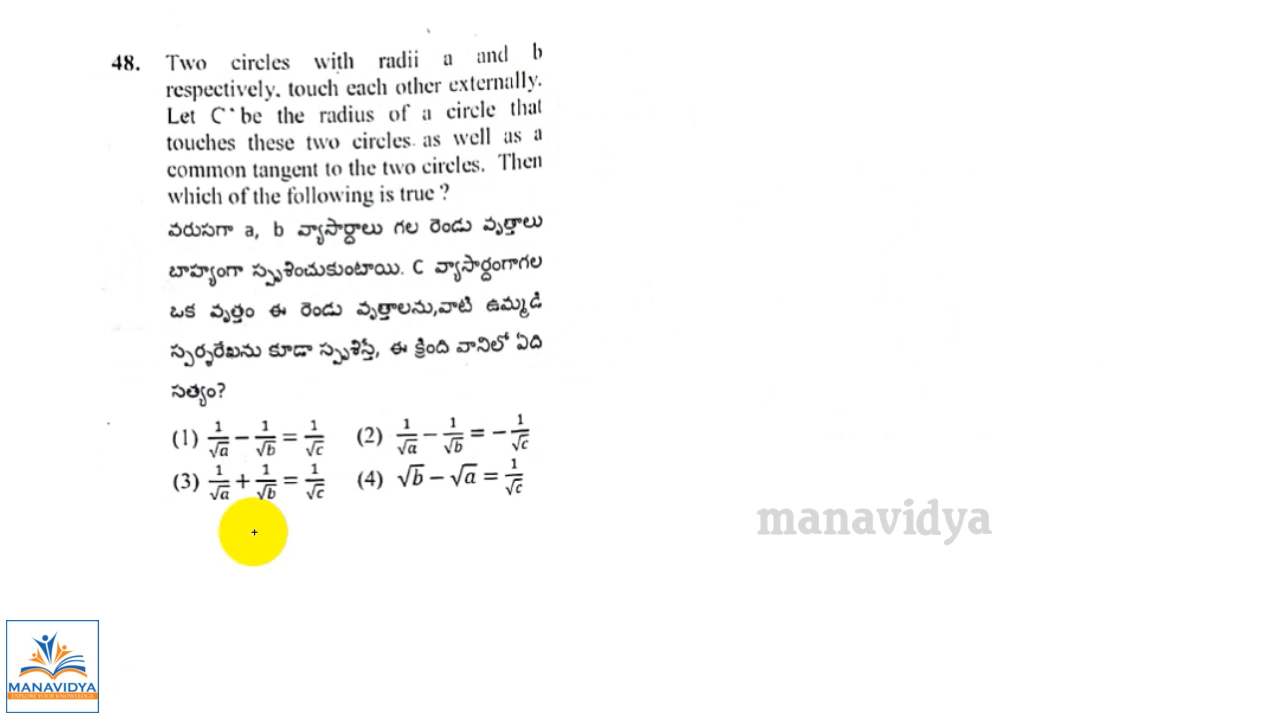 48. Two circles with radii a and b
respectively. touch each other externally.
Let C be the radius of a circle that
touches these two circles as well as a
common tangent to the two circles. Then
which of the following is true ?
వరుసగా a, b వ్యాసార్ధాలు గల రెండు వృత్తాలు
బాహ్యంగా స్పృశించుకుంటాయి. C వ్యాసార్ధంగాగల
ఒక వృత్తం ఈ రెండు వృత్తాలను,వాటి ఉమ్మడి
స్పర్శరేఖను కూడా స్పృశిస్తే, ఈ క్రింది వానిలో ఏది
సత్యం?
(1) 1/√a − 1/√b = 1/√c (2) 1/√a − 1/√b = − 1/√c
(3) 1/√a + 1/√b = 1/√c (4) √b − √a = 1/√c
manavidya
MANAVIDYA
EXPLORE YOUR KNOWLEDGE